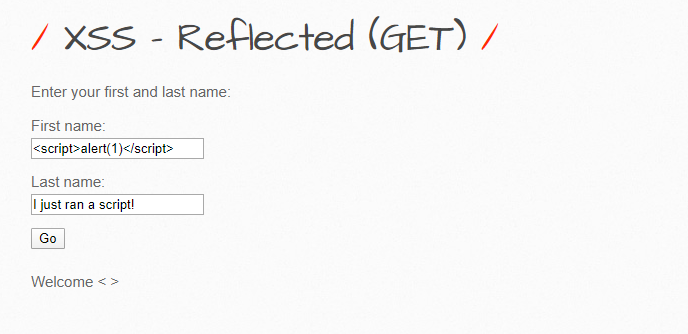 / XSS - Reflected (GET) /
Enter your first and last name:
First name:
<script>alert(1)</script>
Last name:
I just ran a script!
Go
Welcome < >